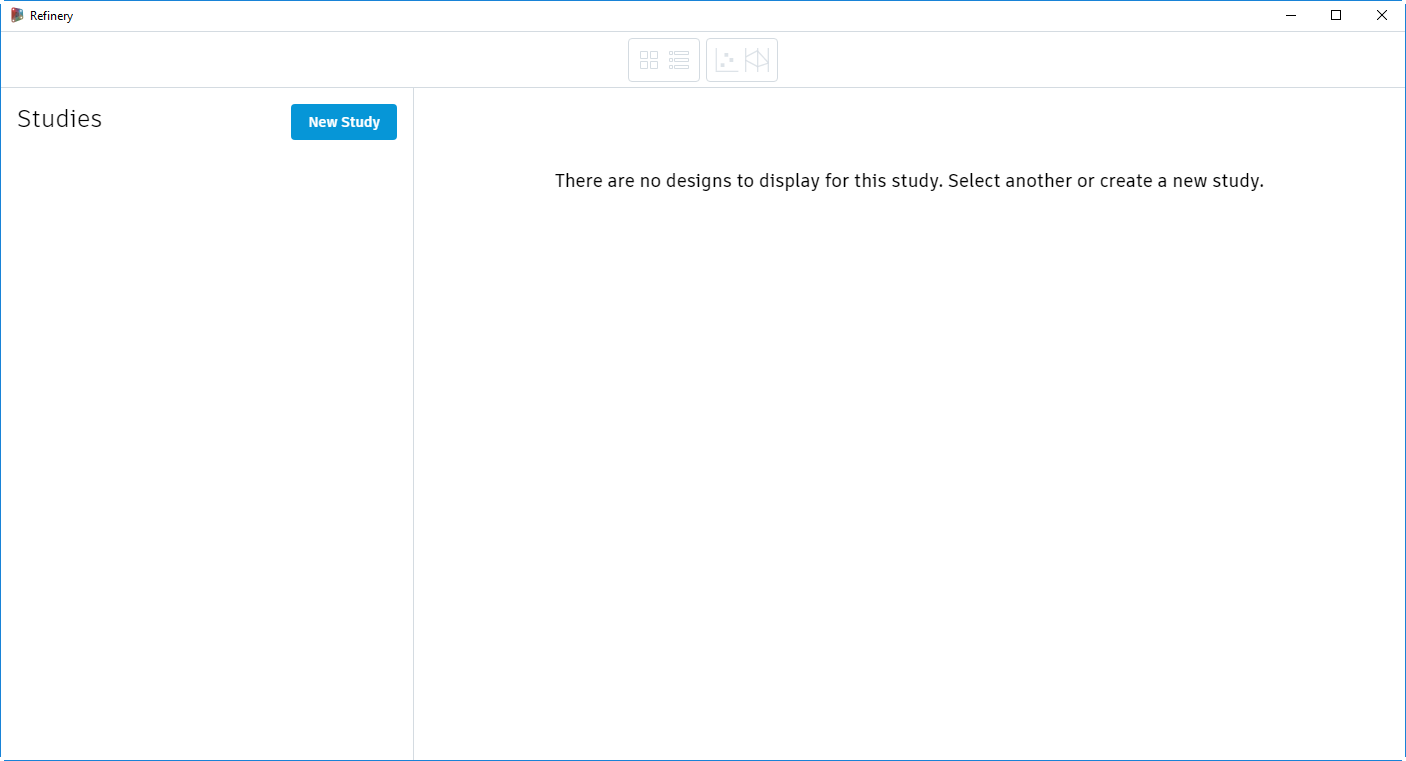 Refinery
Studies
New Study
There are no designs to display for this study. Select another or create a new study.